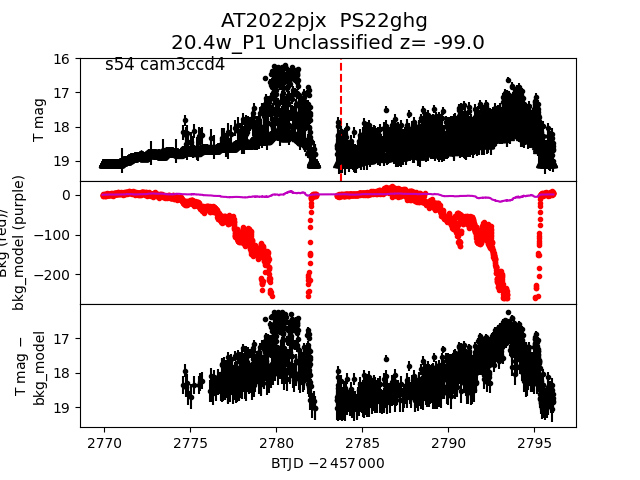 AT2022pjx  PS22ghg
20.4w_P1 Unclassified z= -99.0
s54 cam3ccd4
16
17
18
19
T mag
0
−100
−200
Bkg (red)/
bkg_model (purple)
17
18
19
T mag −
bkg_model
2770 2775 2780 2785 2790 2795
BTJD −2 457 000